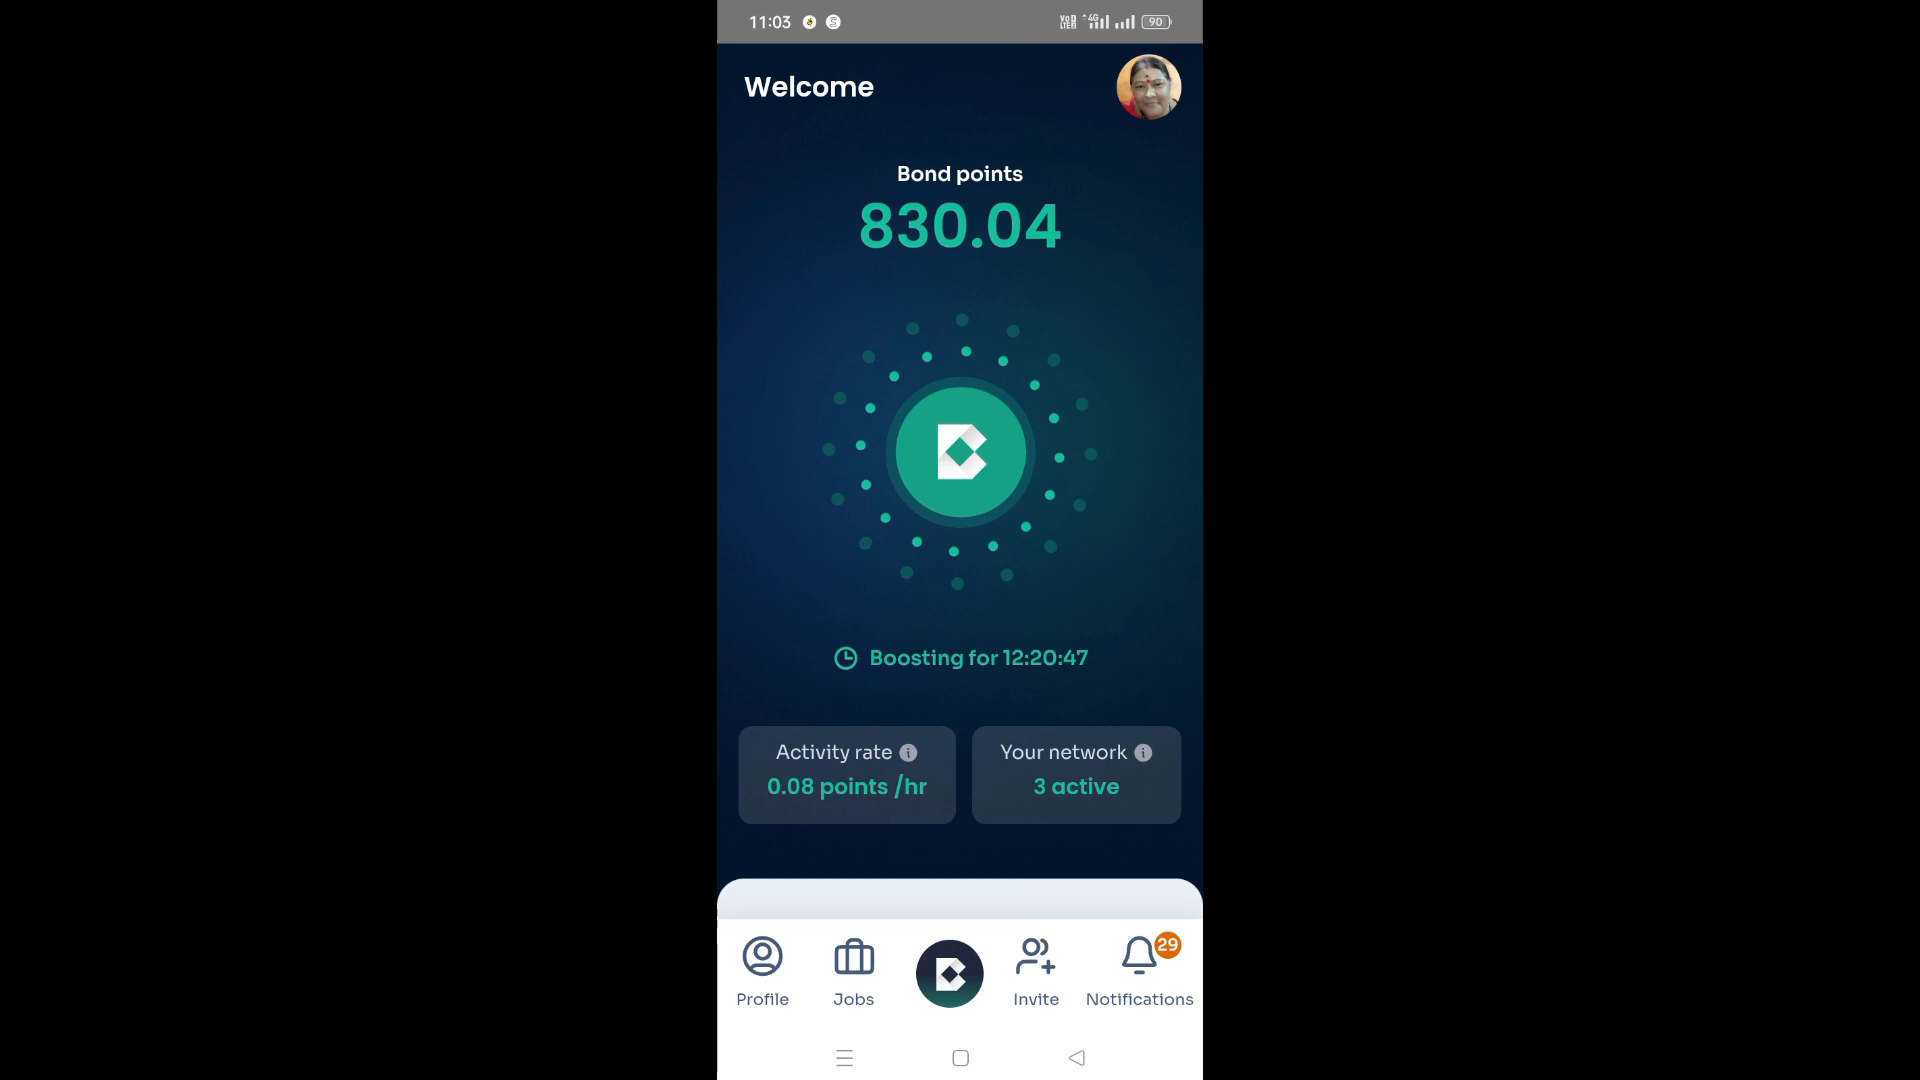 11:03
90
Welcome
Bond points
830.04
Boosting for 12:20:47
Activity rate
0.08 points /hr
Your network
3 active
29
Profile
Jobs
Invite
Notifications